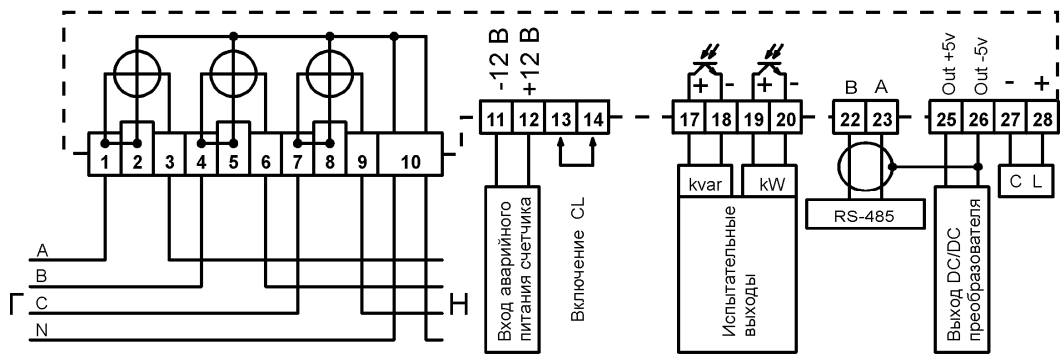 -12 В
+12 В
Out +5v
Out -5v
- +
+ - + -
B A
1 2 3 4 5 6 7 8 9 10
11 12 13 14
17 18 19 20
22 23
25 26 27 28
kvar
kW
C L
RS-485
Вход аварийного
питания счетчика
Включение CL
Испытательные
выходы
Выход DC/DC
преобразователя
A
B
C
N
Г
Н